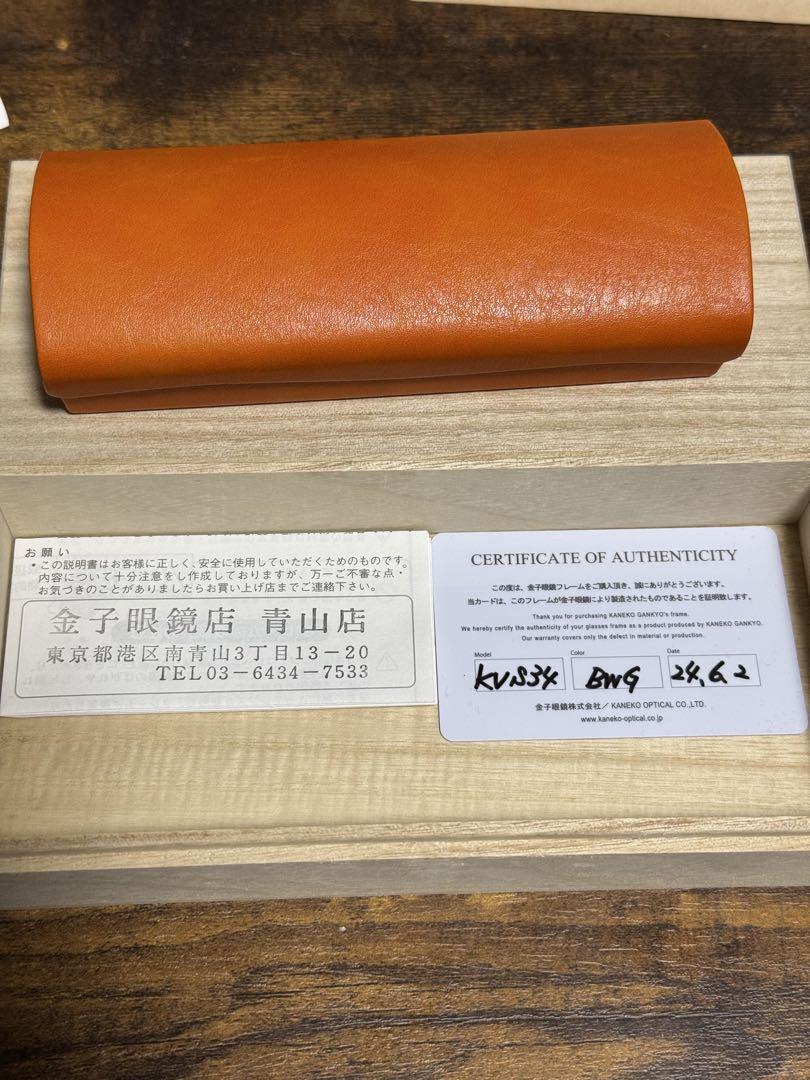 お願い
・この説明書はお客様に正しく、安全に使用していただくためのものです。
内容について十分注意をし作成しておりますが、万一ご不審な点・
お気づきのことがありましたらお買い上げ店までご連絡下さい。
金子眼鏡店 青山店
東京都港区南青山3丁目13-20
TEL03-6434-7533
CERTIFICATE OF AUTHENTICITY
この度は、金子眼鏡フレームをご購入頂き、誠にありがとうございます。
当カードは、このフレームが金子眼鏡により製造されたものであることを証明致します。
Thank you for purchasing KANEKO GANKYO's frame.
We hereby certify the authenticity of your glasses frame as a product produced by KANEKO GANKYO.
Our warranty covers only the defect in material or production.
Model Color Date
KVS34 BNG 24.6.2
金子眼鏡株式会社/ KANEKO OPTICAL CO.,LTD.
www.kaneko-optical.co.jp